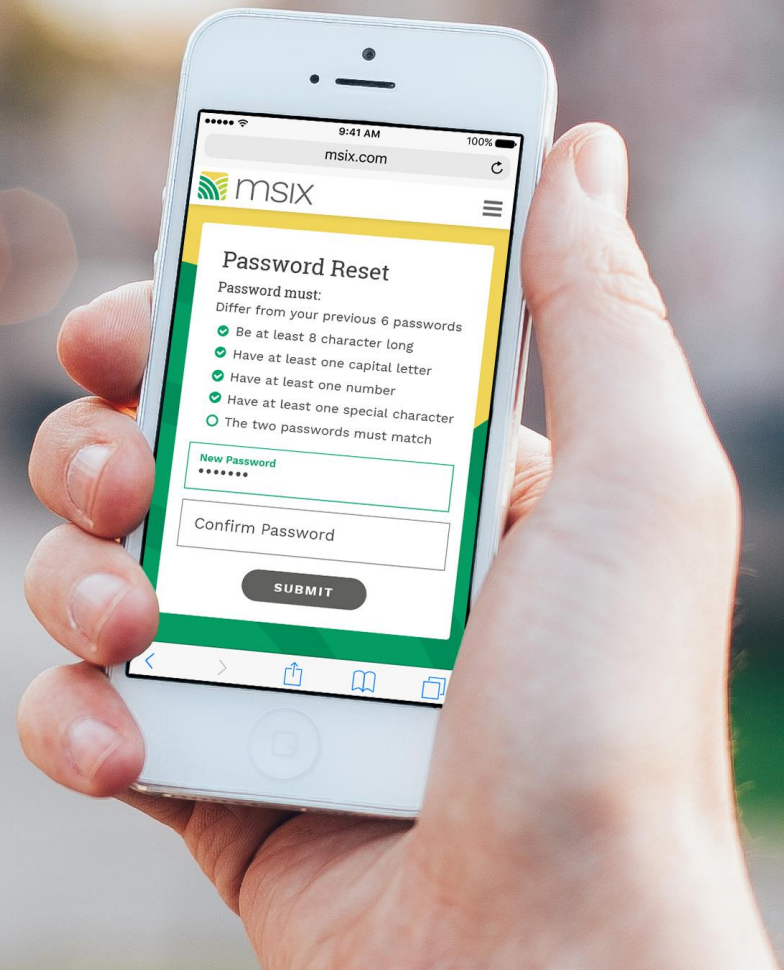 9:41 AM
100%
msix.com
msix
Password Reset
Password must:
Differ from your previous 6 passwords
Be at least 8 character long
Have at least one capital letter
Have at least one number
Have at least one special character
The two passwords must match
New Password
•••••••
Confirm Password
SUBMIT